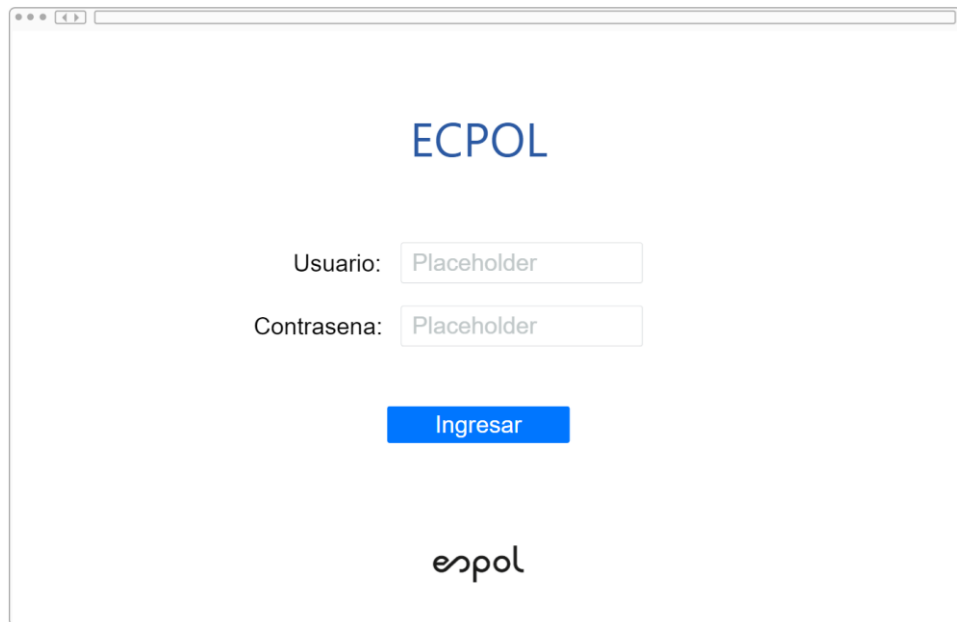 ECPOL
Usuario: Placeholder
Contrasena: Placeholder
Ingresar
espol